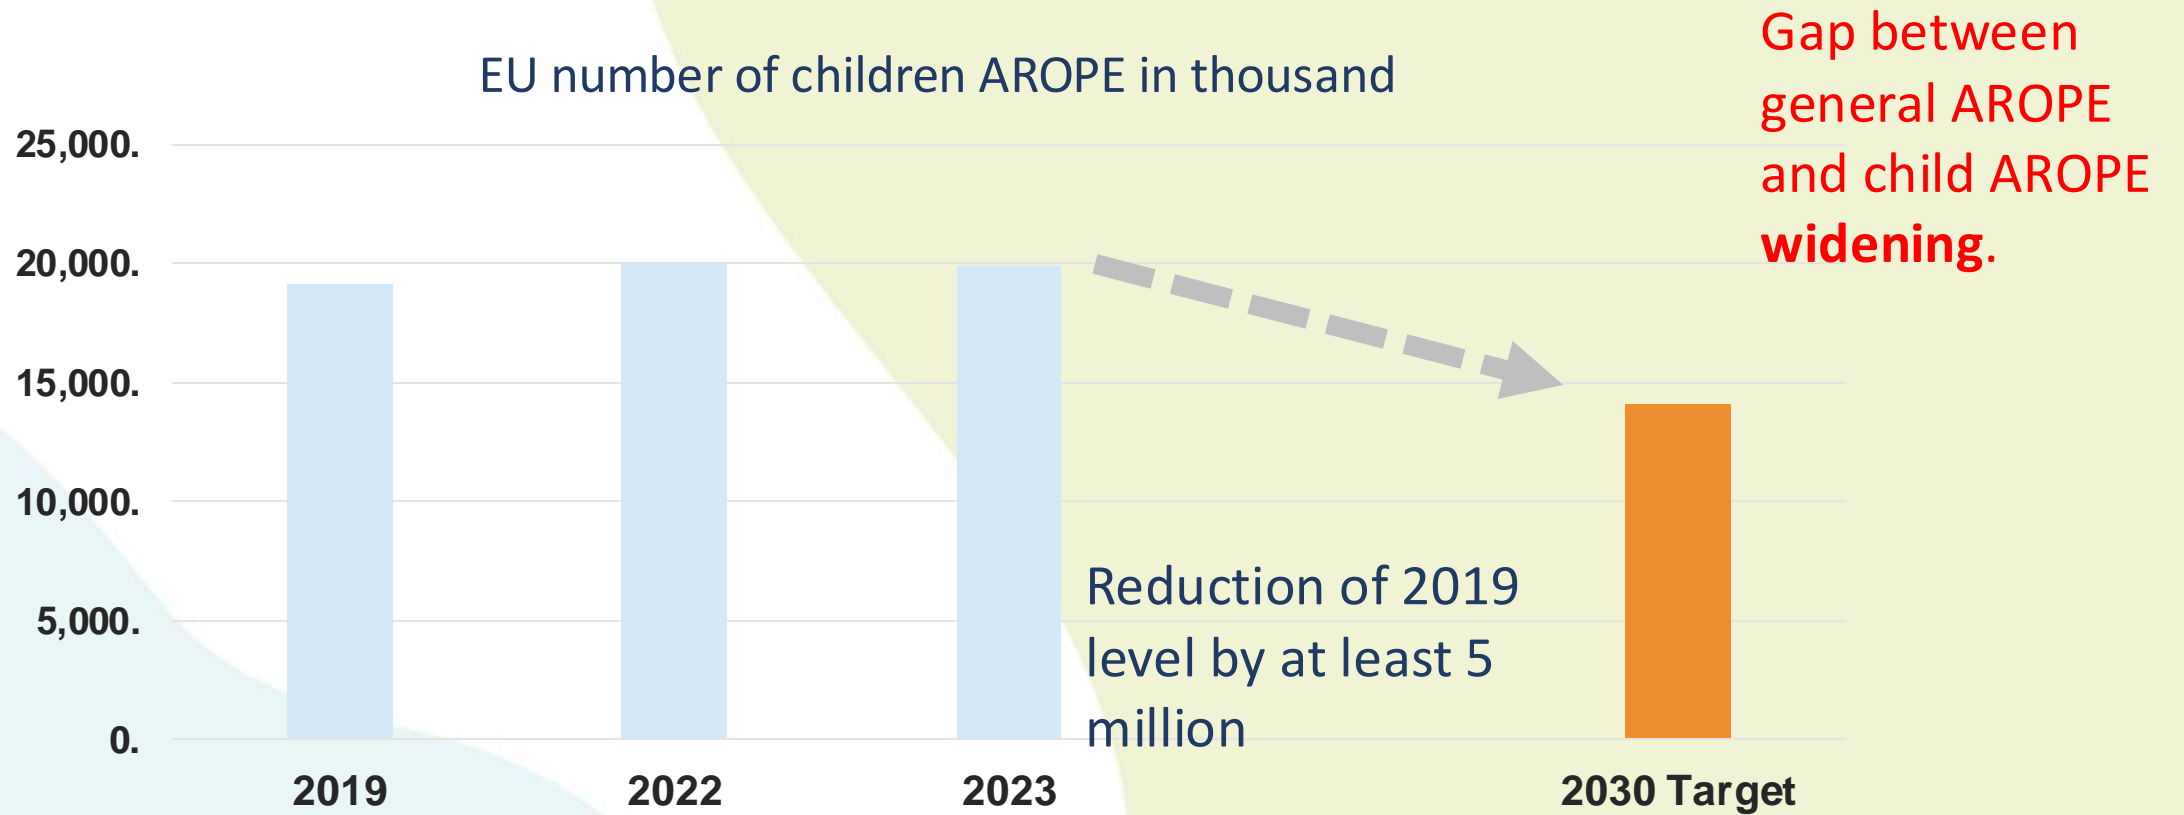 EU number of children AROPE in thousand
Gap between
general AROPE
and child AROPE
widening.
25,000.
20,000.
15,000.
10,000.
5,000.
0.
Reduction of 2019
level by at least 5
million
2019
2022
2023
2030 Target